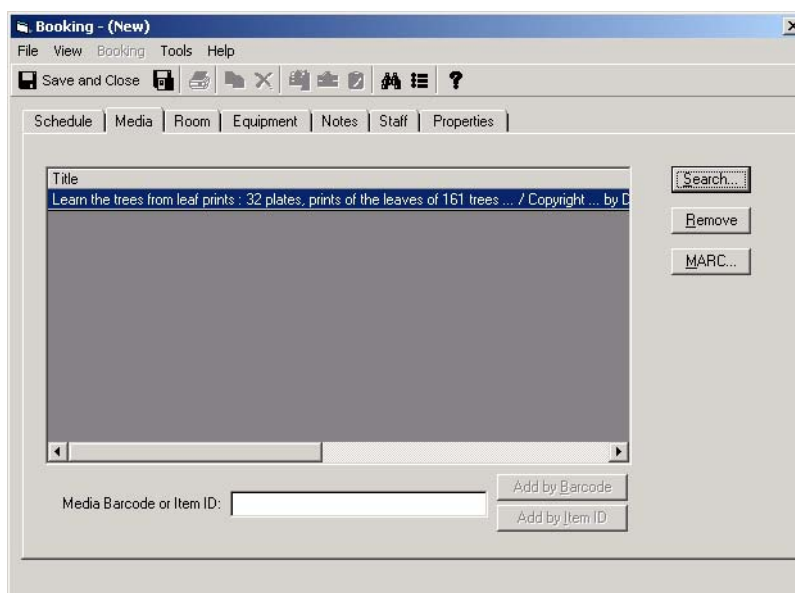 Booking - (New)
File View Booking Tools Help
Save and Close ?
Schedule Media Room Equipment Notes Staff Properties
Title
Learn the trees from leaf prints : 32 plates, prints of the leaves of 161 trees ... / Copyright ... by D
Search...
Remove
MARC...
Media Barcode or Item ID:
Add by Barcode
Add by Item ID